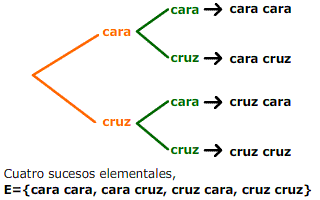 cara → cara cara
cara
cruz → cara cruz
cara → cruz cara
cruz
cruz → cruz cruz
Cuatro sucesos elementales,
E={cara cara, cara cruz, cruz cara, cruz cruz}